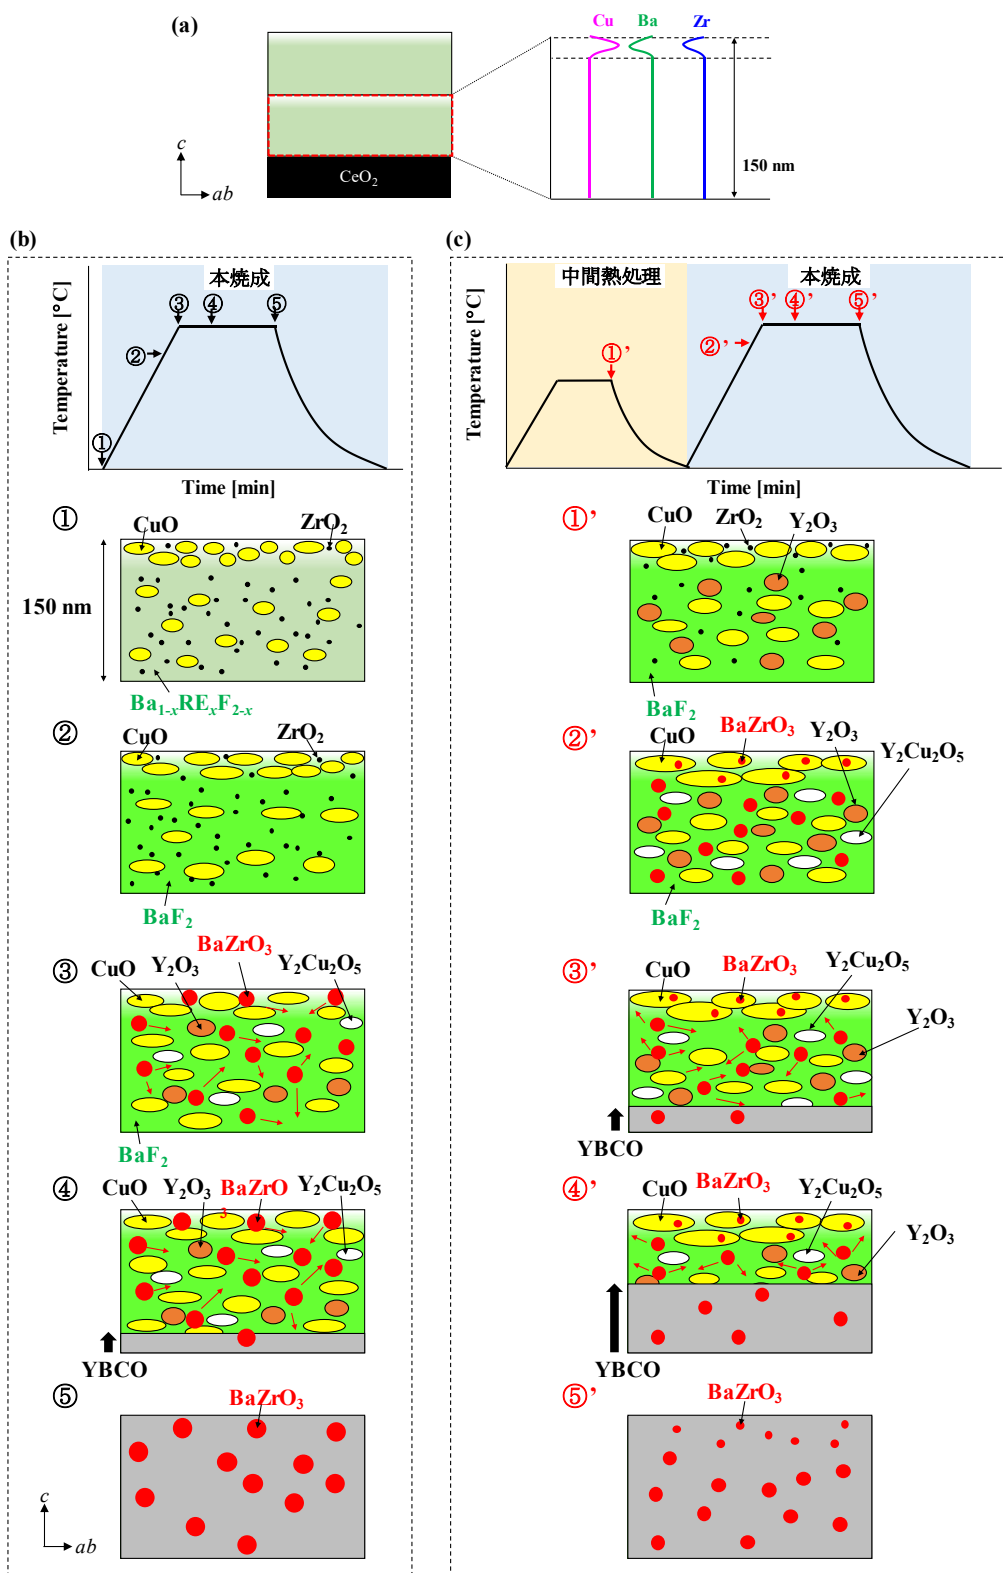 (a)
Cu Ba Zr
c
ab
CeO2
150 nm
(b)
本焼成
Temperature [°C]
① ② ③ ④ ⑤
Time [min]
①
CuO ZrO2
150 nm
Ba1-xRExF2-x
②
CuO ZrO2
BaF2
③
CuO Y2O3 BaZrO3 Y2Cu2O5
BaF2
④
CuO Y2O3 BaZrO3 Y2Cu2O5
YBCO
⑤
BaZrO3
c
ab
(c)
中間熱処理 本焼成
Temperature [°C]
①’ ②’ ③’ ④’ ⑤’
Time [min]
①’
CuO ZrO2 Y2O3
BaF2
②’
CuO BaZrO3 Y2O3 Y2Cu2O5
BaF2
③’
CuO BaZrO3 Y2Cu2O5
Y2O3
YBCO
④’
CuO BaZrO3 Y2Cu2O5
Y2O3
YBCO
⑤’
BaZrO3